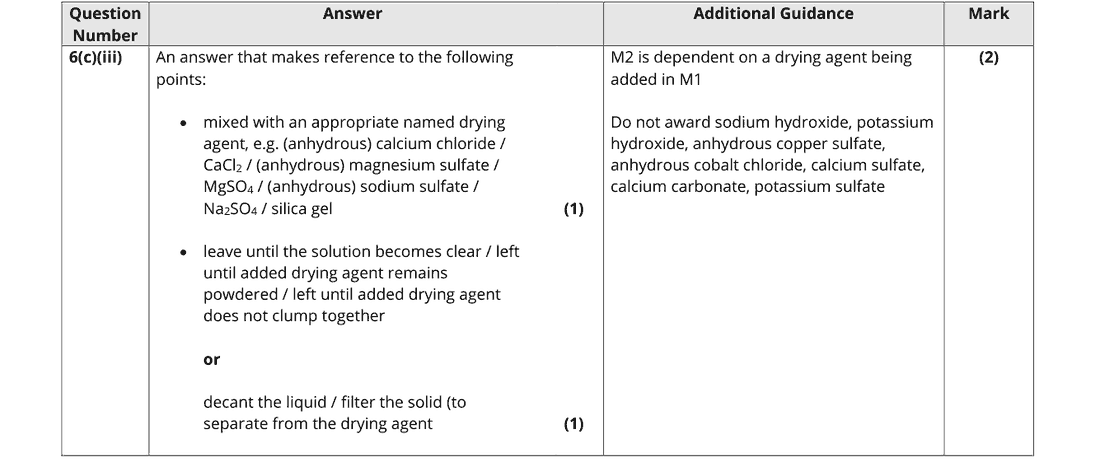 Question Number Answer Additional Guidance Mark
6(c)(iii) An answer that makes reference to the following M2 is dependent on a drying agent being (2)
points: added in M1
• mixed with an appropriate named drying Do not award sodium hydroxide, potassium
agent, e.g. (anhydrous) calcium chloride / hydroxide, anhydrous copper sulfate,
CaCl₂ / (anhydrous) magnesium sulfate / anhydrous cobalt chloride, calcium sulfate,
MgSO₄ / (anhydrous) sodium sulfate / calcium carbonate, potassium sulfate
Na₂SO₄ / silica gel (1)
• leave until the solution becomes clear / left
until added drying agent remains
powdered / left until added drying agent
does not clump together
or
decant the liquid / filter the solid (to
separate from the drying agent (1)